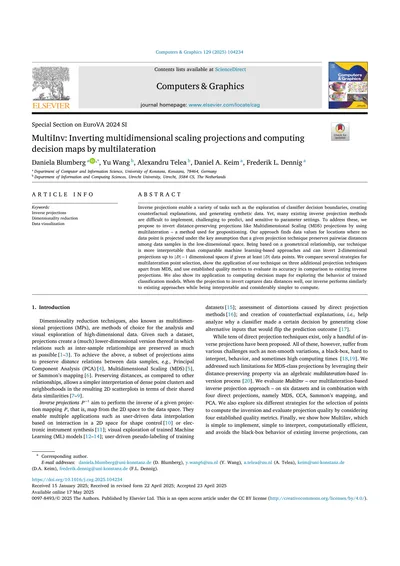 Computers & Graphics 129 (2025) 104234
Contents lists available at ScienceDirect
Computers & Graphics
journal homepage: www.elsevier.com/locate/cag
ELSEVIER
Special Section on EuroVA 2024 SI
MultiInv: Inverting multidimensional scaling projections and computing
decision maps by multilateration
Daniela Blumberg a,*, Yu Wang b, Alexandru Telea b, Daniel A. Keim a, Frederik L. Dennig a
a Department of Computer and Information Science, University of Konstanz, Universitätsstraße 10, Konstanz, 78464, Germany
b Department of Information and Computing Sciences, Utrecht University, Utrecht, 3584 CS, The Netherlands
ARTICLE INFO
Keywords:
Inverse projections
Dimensionality reduction
Data visualization
ABSTRACT
Inverse projections enable a variety of tasks such as the exploration of classifier decision boundaries, creating
counterfactual explanations, and generating synthetic data. Yet, many existing inverse projection methods
are difficult to implement, challenging to predict, and sensitive to parameter settings. To address these, we
propose to invert distance-preserving projections like Multidimensional Scaling (MDS) projections by using
multilateration – a method used for geopositioning. Our approach finds data values for locations where no
data point is projected under the key assumption that a given projection technique preserves pairwise distances
among data samples in the low-dimensional space. Being based on a geometrical relationship, our technique
is more interpretable than comparable machine learning-based approaches and can invert 2-dimensional
projections up to |D| − 1 dimensional spaces if given at least |D| data points. We compare several strategies for
multilateration point selection, show the application of our technique on three additional projection techniques
apart from MDS, and use established quality metrics to evaluate its accuracy in comparison to existing inverse
projections. We also show its application to computing decision maps for exploring the behavior of trained
classification models. When the projection to invert captures data distances well, our inverse performs similarly
to existing approaches while being interpretable and considerably simpler to compute.
1. Introduction
Dimensionality reduction techniques, also known as multidimen-
sional projections (MPs), are methods of choice for the analysis and
visual exploration of high-dimensional data. Given such a dataset,
projections create a (much) lower-dimensional version thereof in which
relations such as inter-sample relationships are preserved as much
as possible [1–3]. To achieve the above, a subset of projections aims
to preserve distance relations between data samples, e.g., Principal
Component Analysis (PCA) [4], Multidimensional Scaling (MDS) [5],
or Sammon's mapping [6]. Preserving distances, as compared to other
relationships, allows a simpler interpretation of dense point clusters and
neighborhoods in the resulting 2D scatterplots in terms of their shared
data similarities [7–9].
Inverse projections P⁻¹ aim to perform the inverse of a given projec-
tion mapping P, that is, map from the 2D space to the data space. They
enable multiple applications such as user-driven data interpolation
based on interaction in a 2D space for shape control [10] or elec-
tronic instrument synthesis [11]; visual exploration of trained Machine
Learning (ML) models [12–14]; user-driven pseudo-labeling of training
datasets [15]; assessment of distortions caused by direct projection
methods [16]; and creation of counterfactual explanations, i.e., help
analyze why a classifier made a certain decision by generating close
alternative inputs that would flip the prediction outcome [17].
While tens of direct projection techniques exist, only a handful of in-
verse projections have been proposed. All of these, however, suffer from
various challenges such as non-smooth variations, a black-box, hard to
interpret, behavior, and sometimes high computing times [18,19]. We
addressed such limitations for MDS-class projections by leveraging their
distance-preserving property via an algebraic multilateration-based in-
version process [20]. We evaluate MultiInv – our multilateration-based
inverse projection approach – on six datasets and in combination with
four direct projections, namely MDS, CCA, Sammon's mapping, and
PCA. We also explore six different strategies for the selection of points
to compute the inversion and evaluate projection quality by considering
four established quality metrics. Finally, we show how MultiInv, which
is simple to implement, simple to interpret, computationally efficient,
and avoids the black-box behavior of existing inverse projections, can
* Corresponding author.
E-mail addresses: daniela.blumberg@uni-konstanz.de (D. Blumberg), y.wang6@uu.nl (Y. Wang), a.c.telea@uu.nl (A. Telea), keim@uni-konstanz.de
(D.A. Keim), frederik.dennig@uni-konstanz.de (F.L. Dennig).
https://doi.org/10.1016/j.cag.2025.104234
Received 15 January 2025; Received in revised form 22 April 2025; Accepted 23 April 2025
Available online 17 May 2025
0097-8493/© 2025 The Authors. Published by Elsevier Ltd. This is an open access article under the CC BY license (http://creativecommons.org/licenses/by/4.0/).